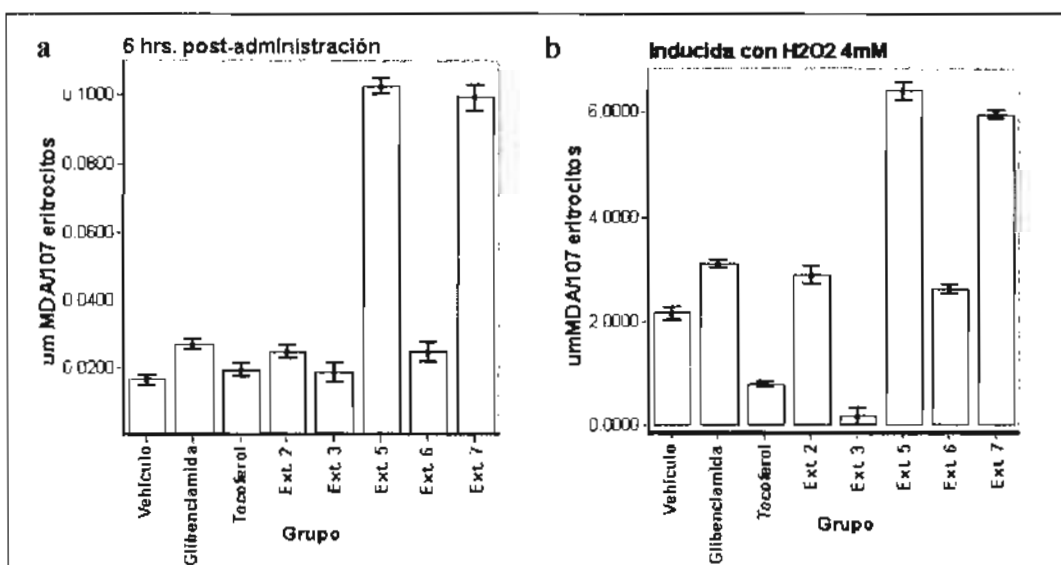 a
6 hrs. post-administración
um MDA/107 eritrocitos
0.1000
0.0800
0.0600
0.0400
0.0200
Vehículo
Glibenclamida
Tocoferol
Ext. 2
Ext. 3
Ext. 5
Ext. 6
Ext. 7
Grupo
b
Inducida con H2O2 4mM
umMDA/107 eritrocitos
6.0000
4.0000
2.0000
0.0000
Vehículo
Glibenclamida
Tocoferol
Ext. 2
Ext. 3
Ext. 5
Ext. 6
Ext. 7
Grupo